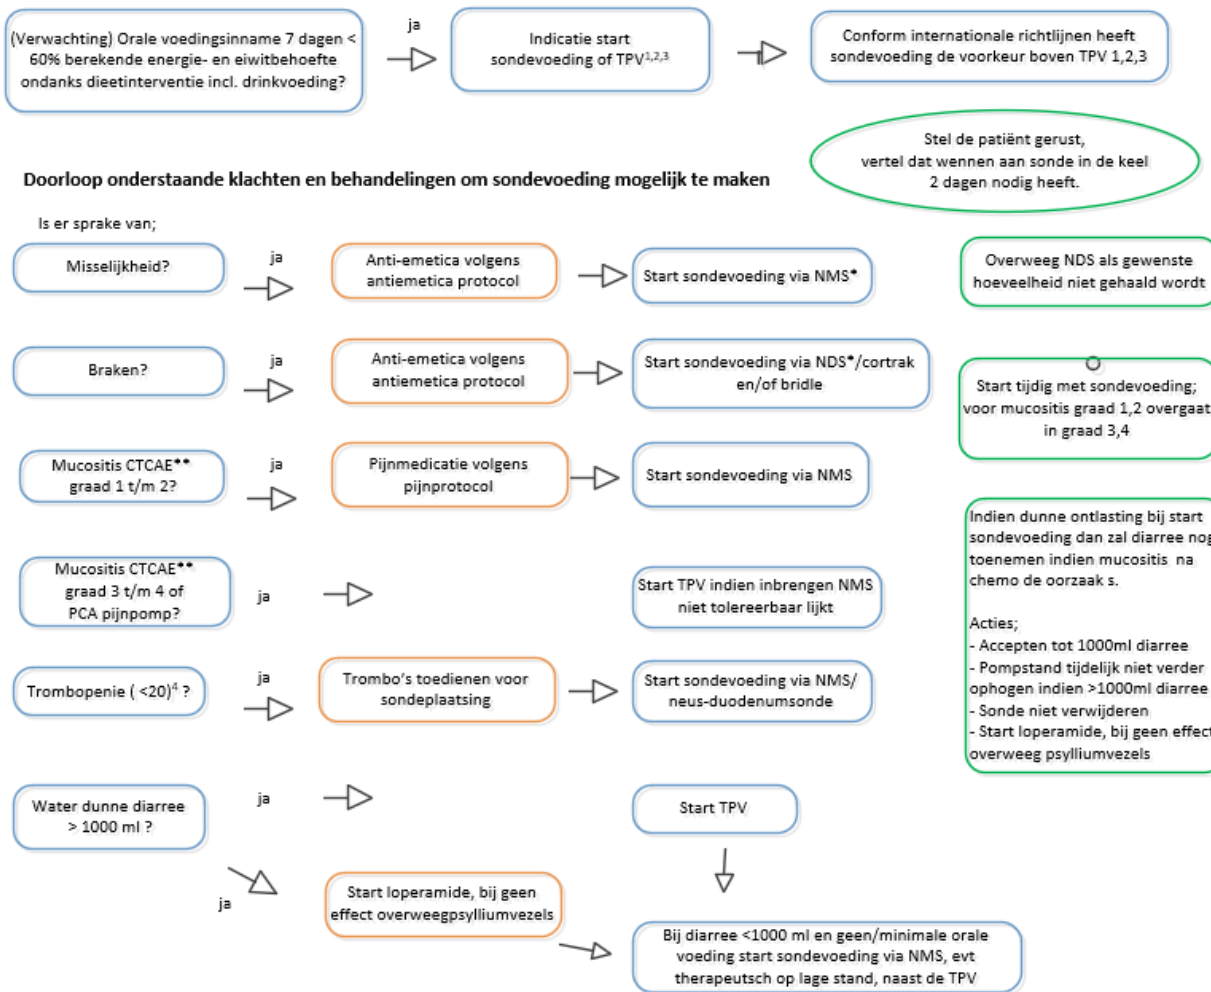 (Verwachting) Orale voedingsinname 7 dagen <
60% berekende energie- en eiwitbehoefte
ondanks dieetinterventie incl. drinkvoeding?
ja
Indicatie start
sondevoeding of TPV1,2,3
Conform internationale richtlijnen heeft
sondevoeding de voorkeur boven TPV 1,2,3
Stel de patiënt gerust,
vertel dat wennen aan sonde in de keel
2 dagen nodig heeft.
Doorloop onderstaande klachten en behandelingen om sondevoeding mogelijk te maken
Is er sprake van;
Misselijkheid?
ja
Anti-emetica volgens
antiemetica protocol
Start sondevoeding via NMS*
Overweeg NDS als gewenste
hoeveelheid niet gehaald wordt
Braken?
ja
Anti-emetica volgens
antiemetica protocol
Start sondevoeding via NDS*/cortrak
en/of bridle
Start tijdig met sondevoeding;
voor mucositis graad 1,2 overgaat
in graad 3,4
Mucositis CTCAE**
graad 1 t/m 2?
ja
Pijnmedicatie volgens
pijnprotocol
Start sondevoeding via NMS
Mucositis CTCAE**
graad 3 t/m 4 of
PCA pijnpomp?
ja
Start TPV indien inbrengen NMS
niet tolereerbaar lijkt
Indien dunne ontlasting bij start
sondevoeding dan zal diarree nog
toenemen indien mucositis na
chemo de oorzaak s.
Acties;
- Accepten tot 1000ml diarree
- Pompstand tijdelijk niet verder
ophogen indien >1000ml diarree
- Sonde niet verwijderen
- Start loperamide, bij geen effect
overweeg psylliumvezels
Trombopenie ( <20)4 ?
ja
Trombo's toedienen voor
sondeplaatsing
Start sondevoeding via NMS/
neus-duodenumsonde
Water dunne diarree
> 1000 ml ?
ja
Start TPV
ja
Start loperamide, bij geen
effect overweegpsylliumvezels
Bij diarree <1000 ml en geen/minimale orale
voeding start sondevoeding via NMS, evt
therapeutsch op lage stand, naast de TPV